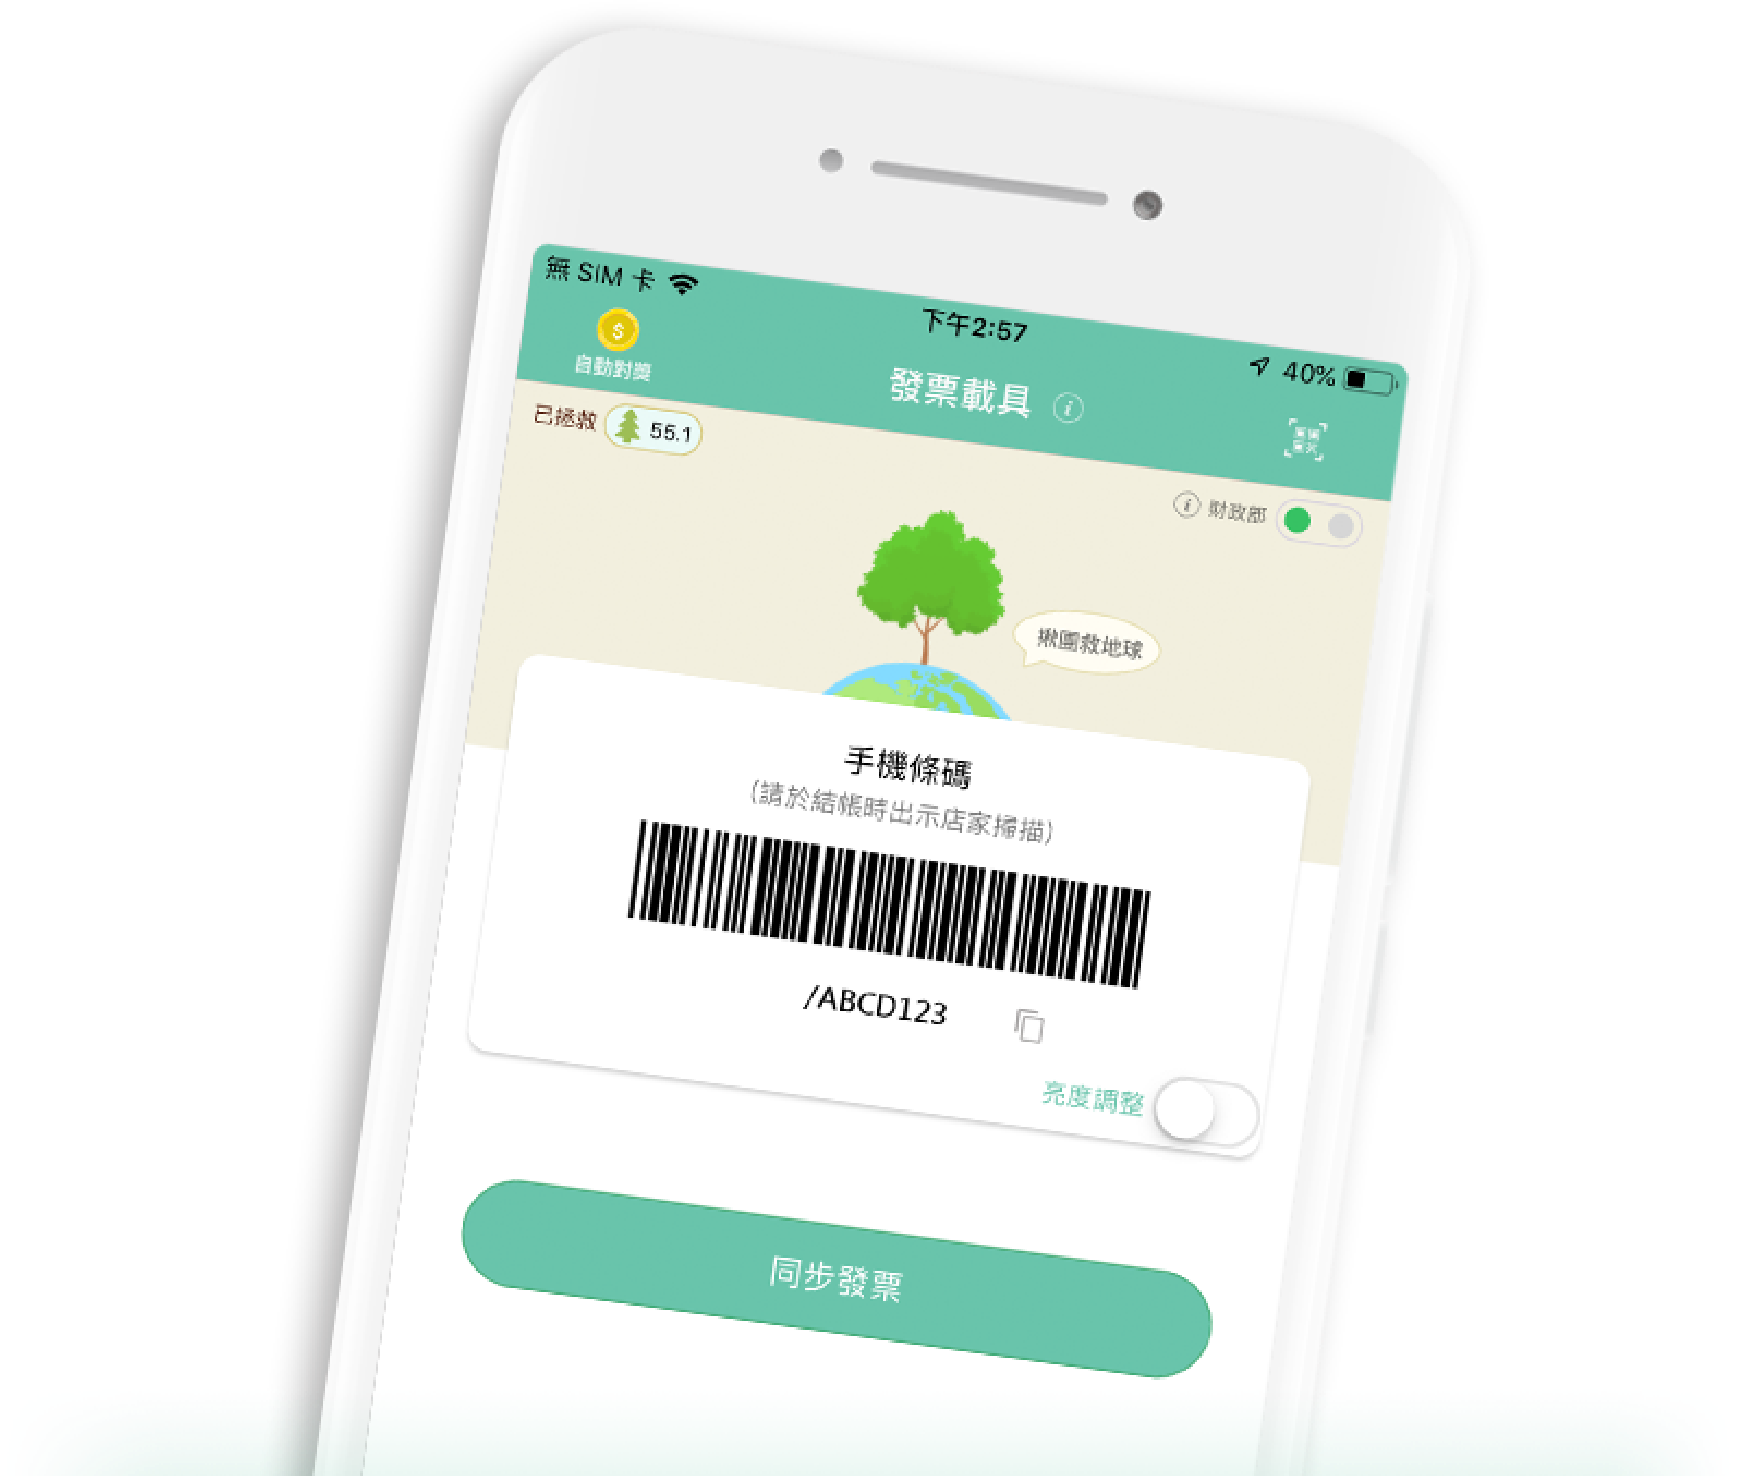 無 SIM 卡
下午2:57
40%
自動對獎
發票載具
已拯救 55.1
財政部
揪團救地球
手機條碼
(請於結帳時出示店家掃描)
/ABCD123
亮度調整
同步發票